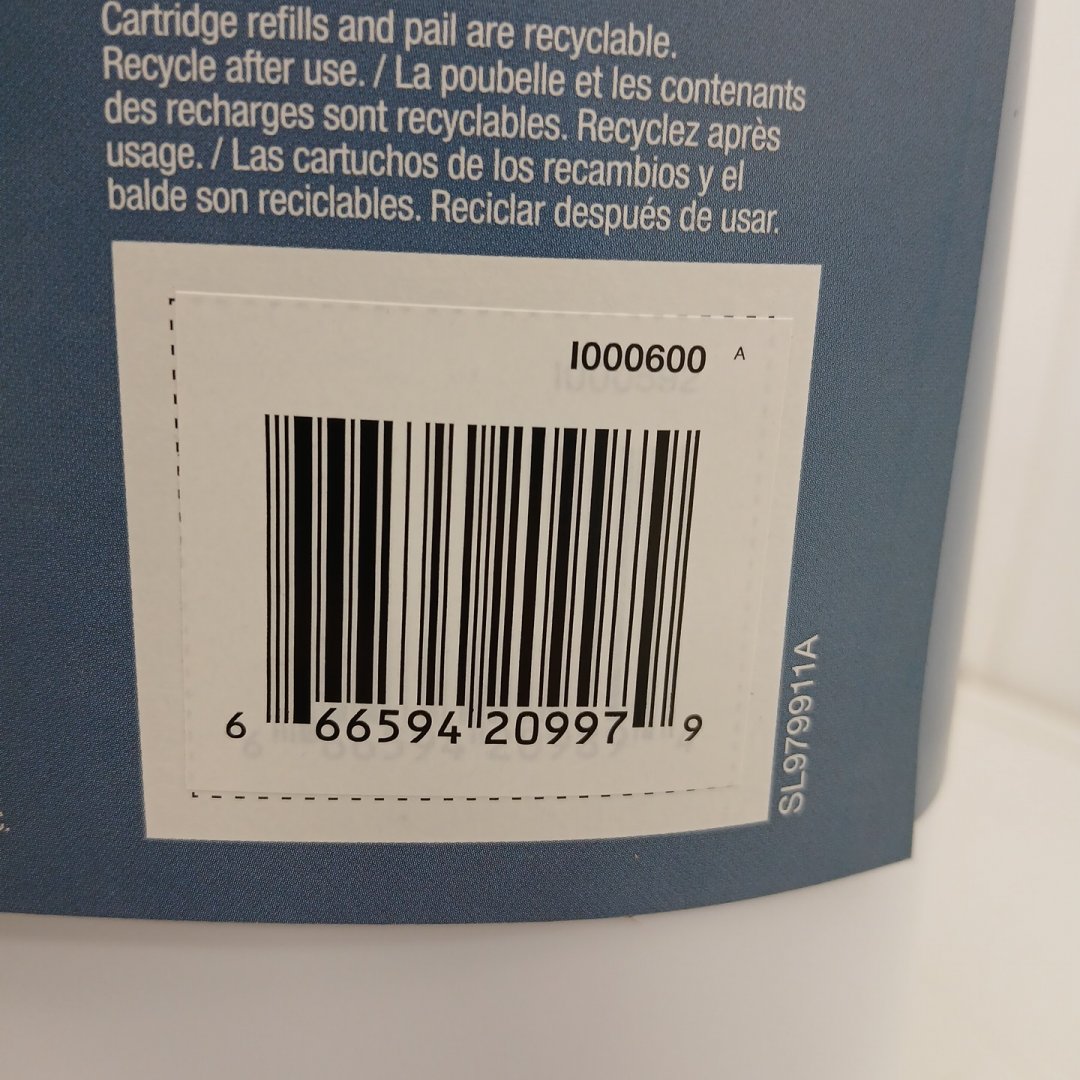 Cartridge refills and pail are recyclable.
Recycle after use. / La poubelle et les contenants
des recharges sont recyclables. Recyclez après
usage. / Las cartuchos de los recambios y el
balde son reciclables. Reciclar después de usar.
I000600 A
6 66594 20997 9
SL979911A